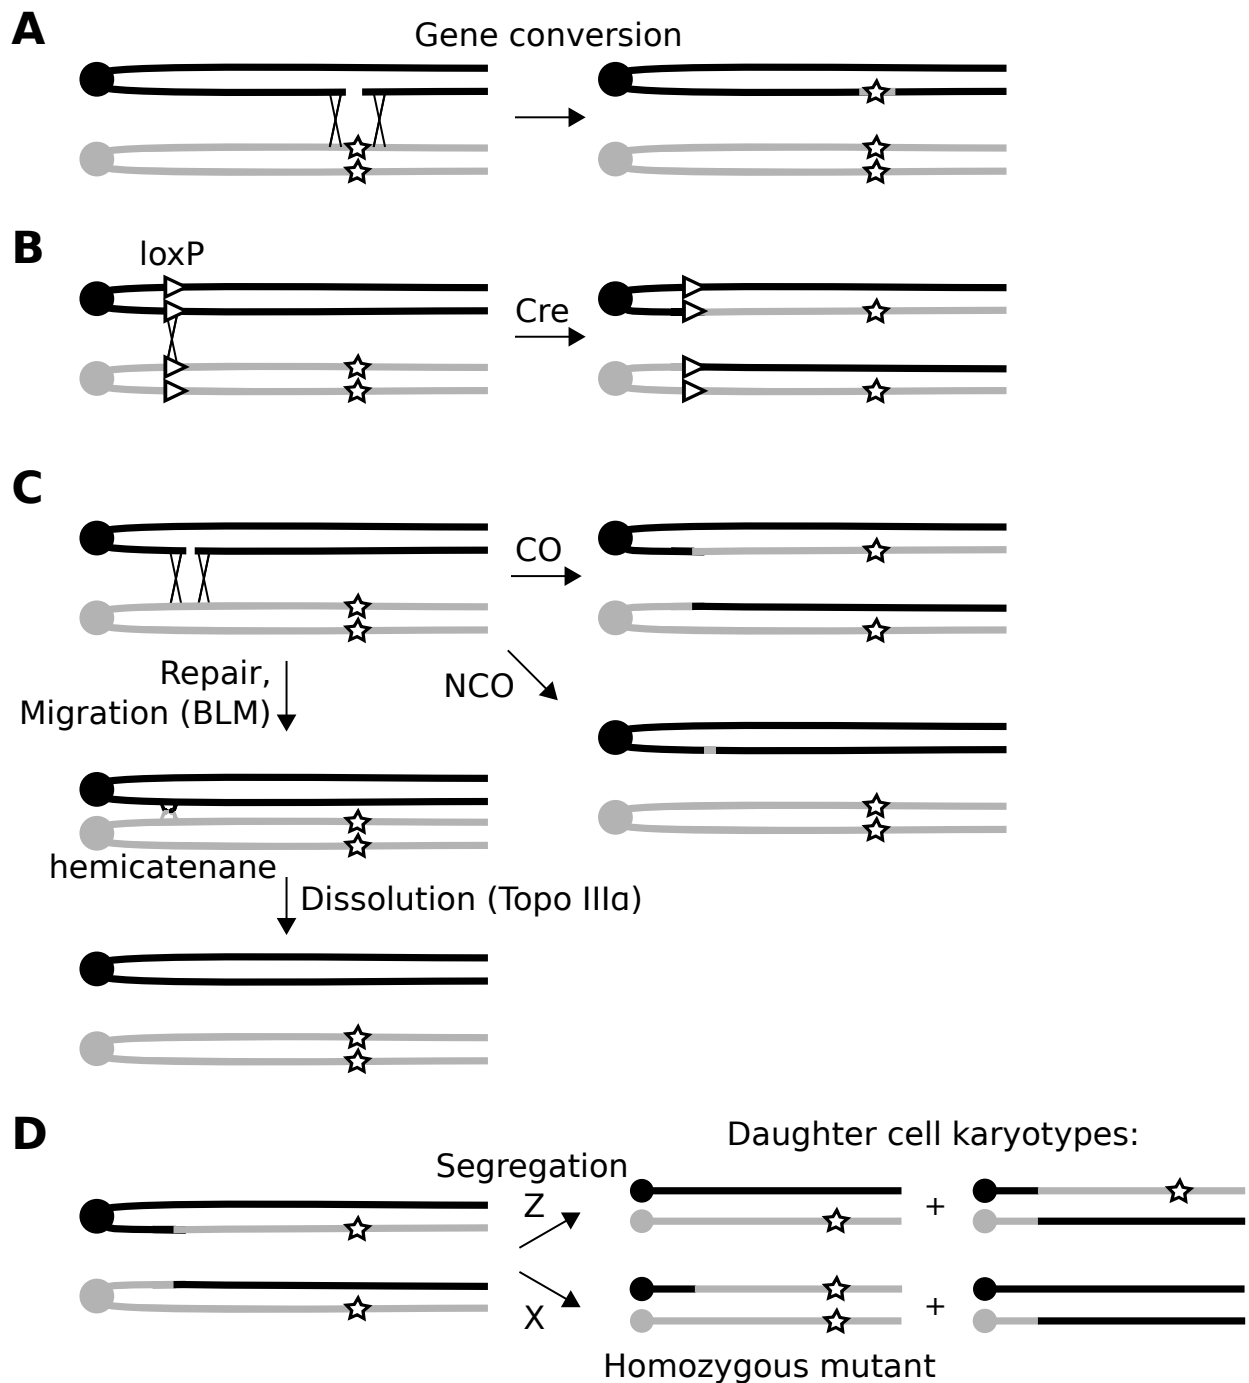 A
Gene conversion
B
loxP
Cre
C
CO
Repair,
Migration (BLM)
NCO
hemicatenane
Dissolution (Topo IIIα)
D
Daughter cell karyotypes:
Segregation
Z
+
X
+
Homozygous mutant